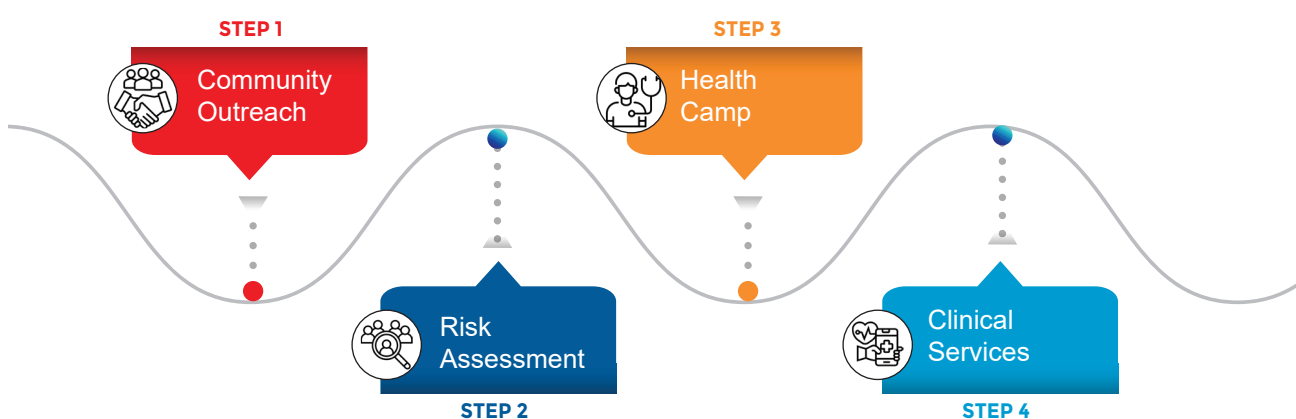 STEP 1
Community
Outreach
Risk
Assessment
STEP 2
STEP 3
Health
Camp
Clinical
Services
STEP 4